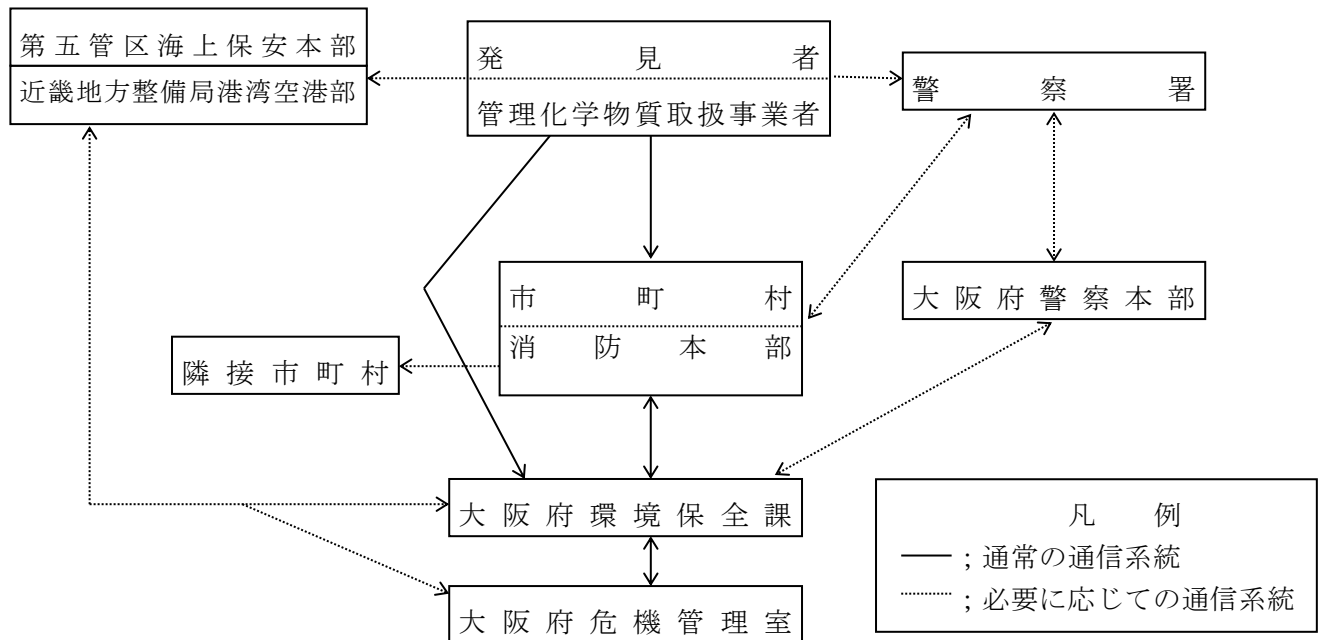 第五管区海上保安本部
近畿地方整備局港湾空港部
発見者
管理化学物質取扱事業者
警察署
市町村
消防本部
大阪府警察本部
隣接市町村
大阪府環境保全課
大阪府危機管理室
凡例
;通常の通信系統
;必要に応じての通信系統